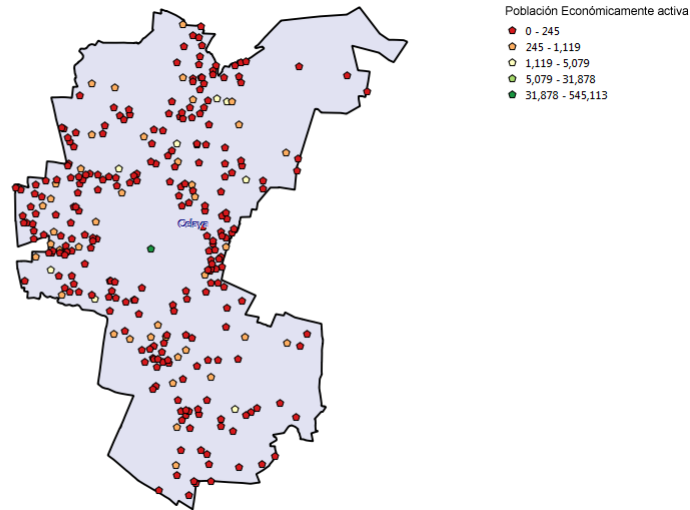 Población Económicamente activa
0 - 245
245 - 1,119
1,119 - 5,079
5,079 - 31,878
31,878 - 545,113
Celaya